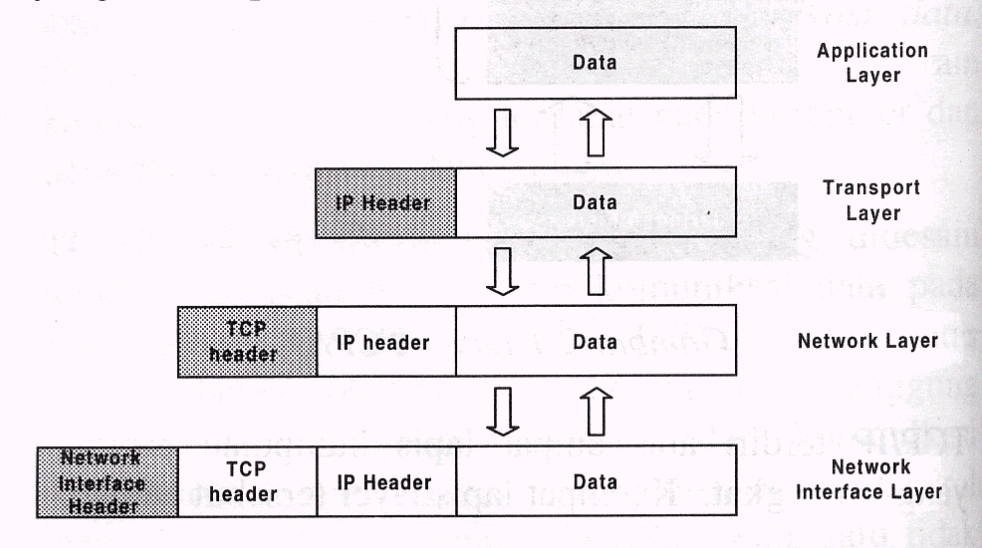 Data
Application
Layer
IP Header
Data
Transport
Layer
TCP
header
IP header
Data
Network Layer
Network
Interface
Header
TCP
header
IP Header
Data
Network
Interface Layer